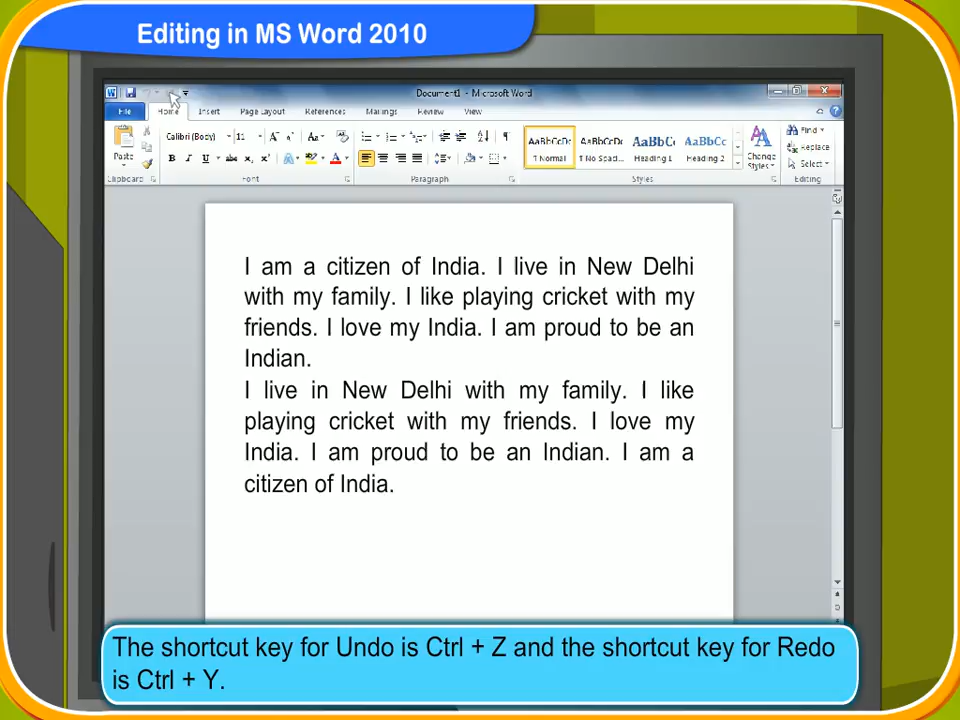 Editing in MS Word 2010
Document1 - Microsoft Word
File Home Insert Page Layout References Mailings Review View
Calibri (Body) 11 Find
Paste AaBbCcDc AaBbCcDc AaBbC AaBbCc Replace
¶ Normal ¶ No Spad... Heading 1 Heading 2 Change Styles Select
Clipboard Font Paragraph Styles Editing
I am a citizen of India. I live in New Delhi
with my family. I like playing cricket with my
friends. I love my India. I am proud to be an
Indian.
I live in New Delhi with my family. I like
playing cricket with my friends. I love my
India. I am proud to be an Indian. I am a
citizen of India.
The shortcut key for Undo is Ctrl + Z and the shortcut key for Redo
is Ctrl + Y.